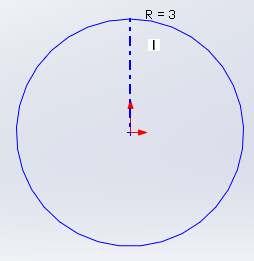 R = 3